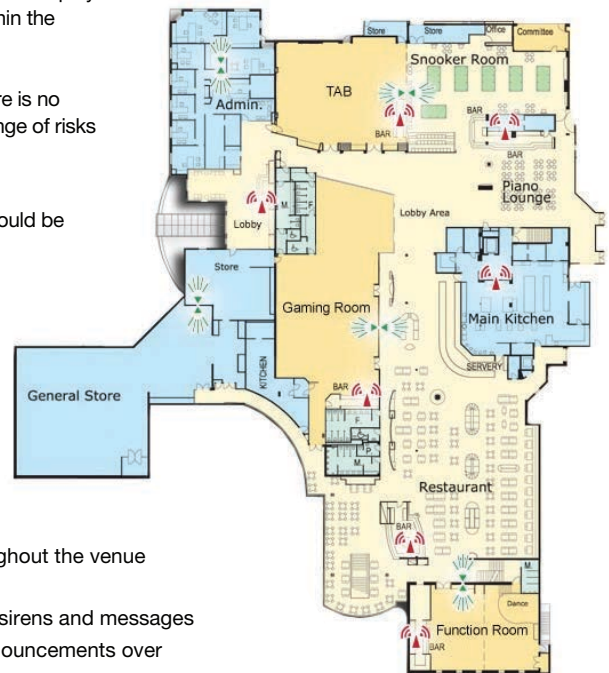 hin the
re is no
nge of risks
ould be
ghout the venue
sirens and messages
ouncements over
Store
Store
Office
Committee
Snooker Room
TAB
Admin.
BAR
BAR
BAR
Piano
Lounge
M.
F.
Lobby
Lobby Area
Store
Gaming Room
Main Kitchen
SERVERY
KITCHEN
General Store
BAR
F.
P.
M.
Restaurant
BAR
M.
Dance
Function Room
BAR